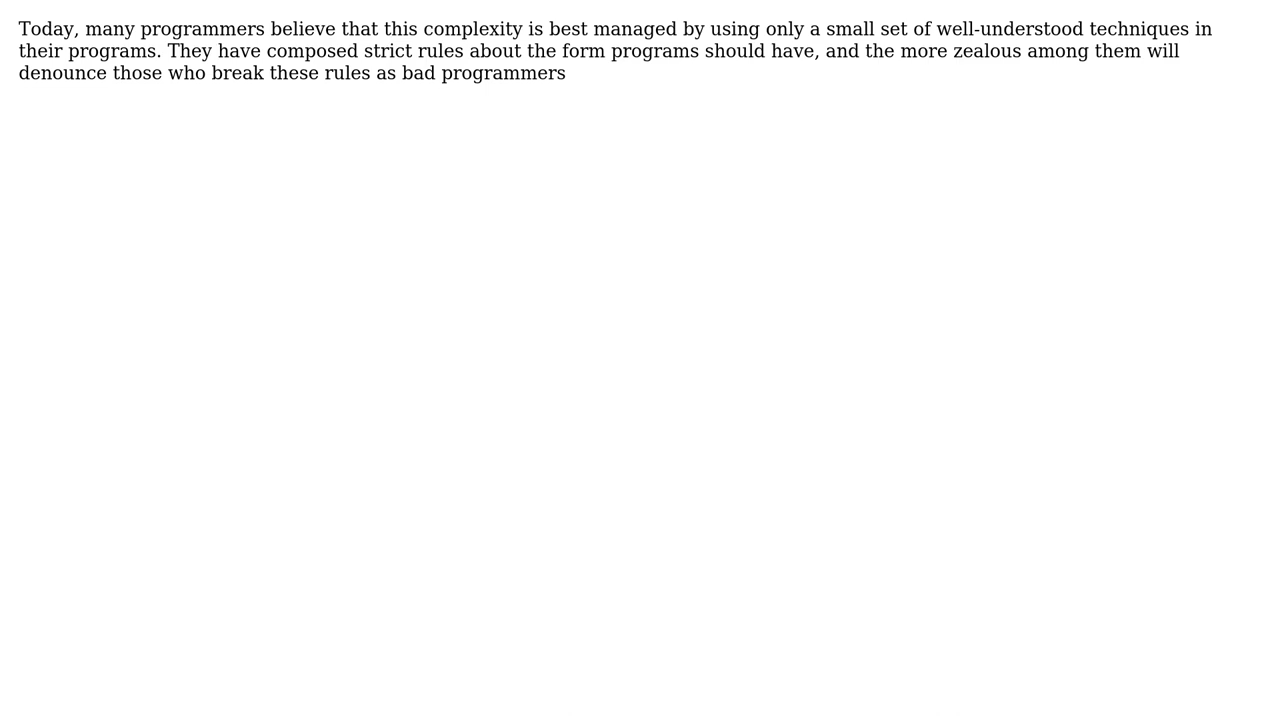 Today, many programmers believe that this complexity is best managed by using only a small set of well-understood techniques in
their programs. They have composed strict rules about the form programs should have, and the more zealous among them will
denounce those who break these rules as bad programmers